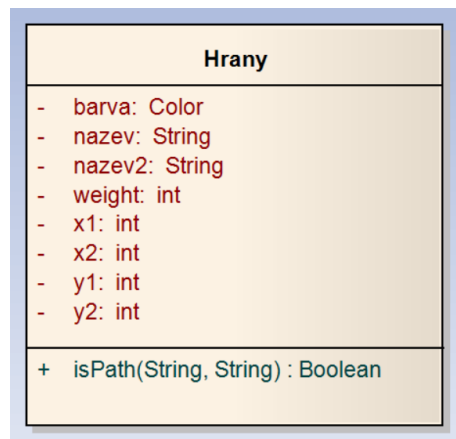 Hrany
- barva: Color
- nazev: String
- nazev2: String
- weight: int
- x1: int
- x2: int
- y1: int
- y2: int
+ isPath(String, String) : Boolean